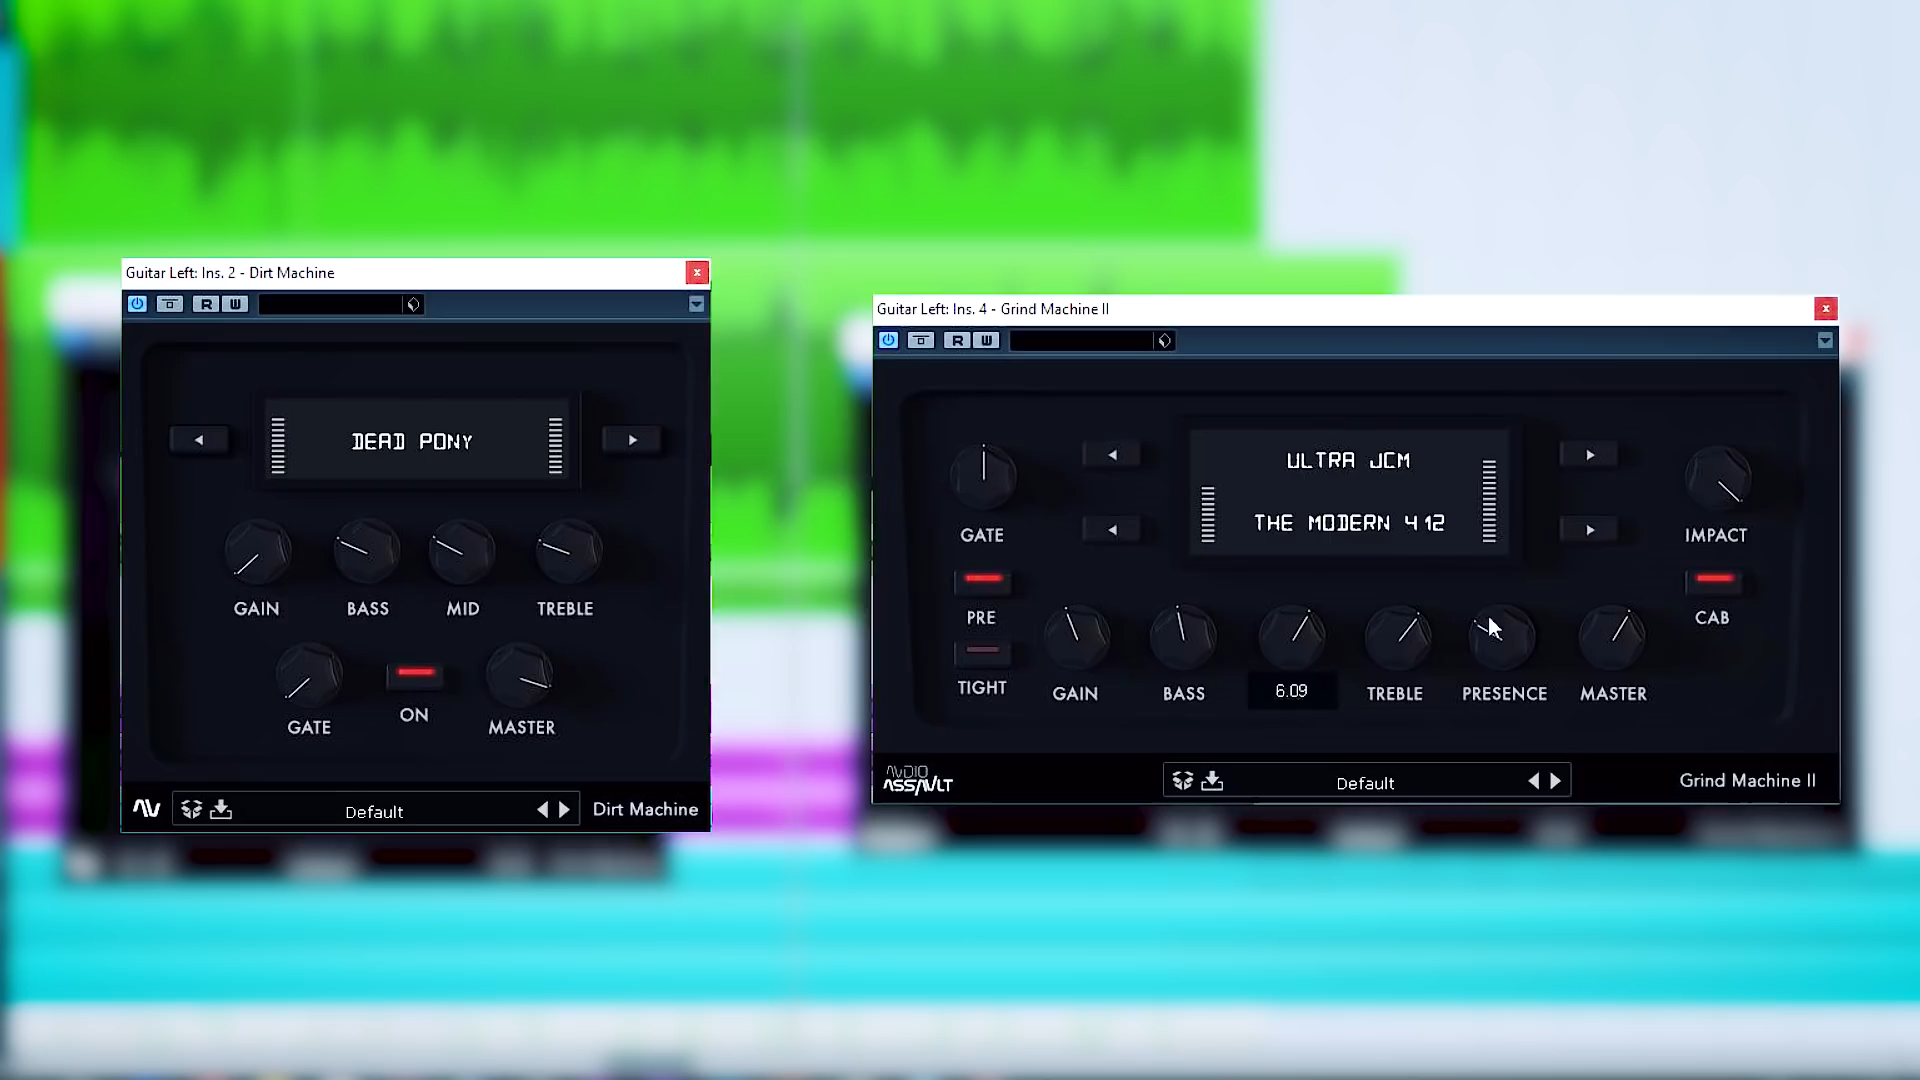 Guitar Left: Ins. 2 - Dirt Machine
R W
DEAD PONY
GAIN BASS MID TREBLE
GATE ON MASTER
Default
Dirt Machine
Guitar Left: Ins. 4 - Grind Machine II
R W
ULTRA JCM
THE MODERN 412
GATE IMPACT
PRE CAB
TIGHT
GAIN BASS 6.09 TREBLE PRESENCE MASTER
AUDIO
ASSAULT
Default
Grind Machine II